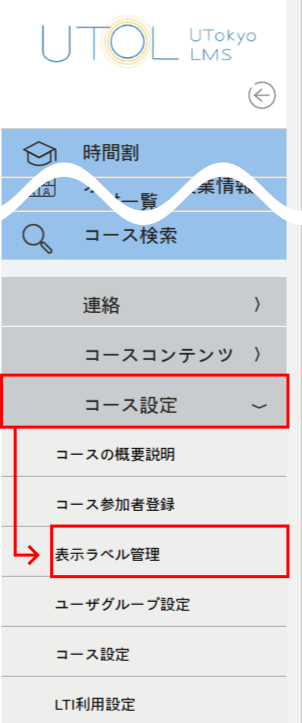 UTOL UTokyo
LMS
時間割
業情報
一覧
コース検索
連絡
コースコンテンツ
コース設定
コースの概要説明
コース参加者登録
表示ラベル管理
ユーザグループ設定
コース設定
LTI利用設定